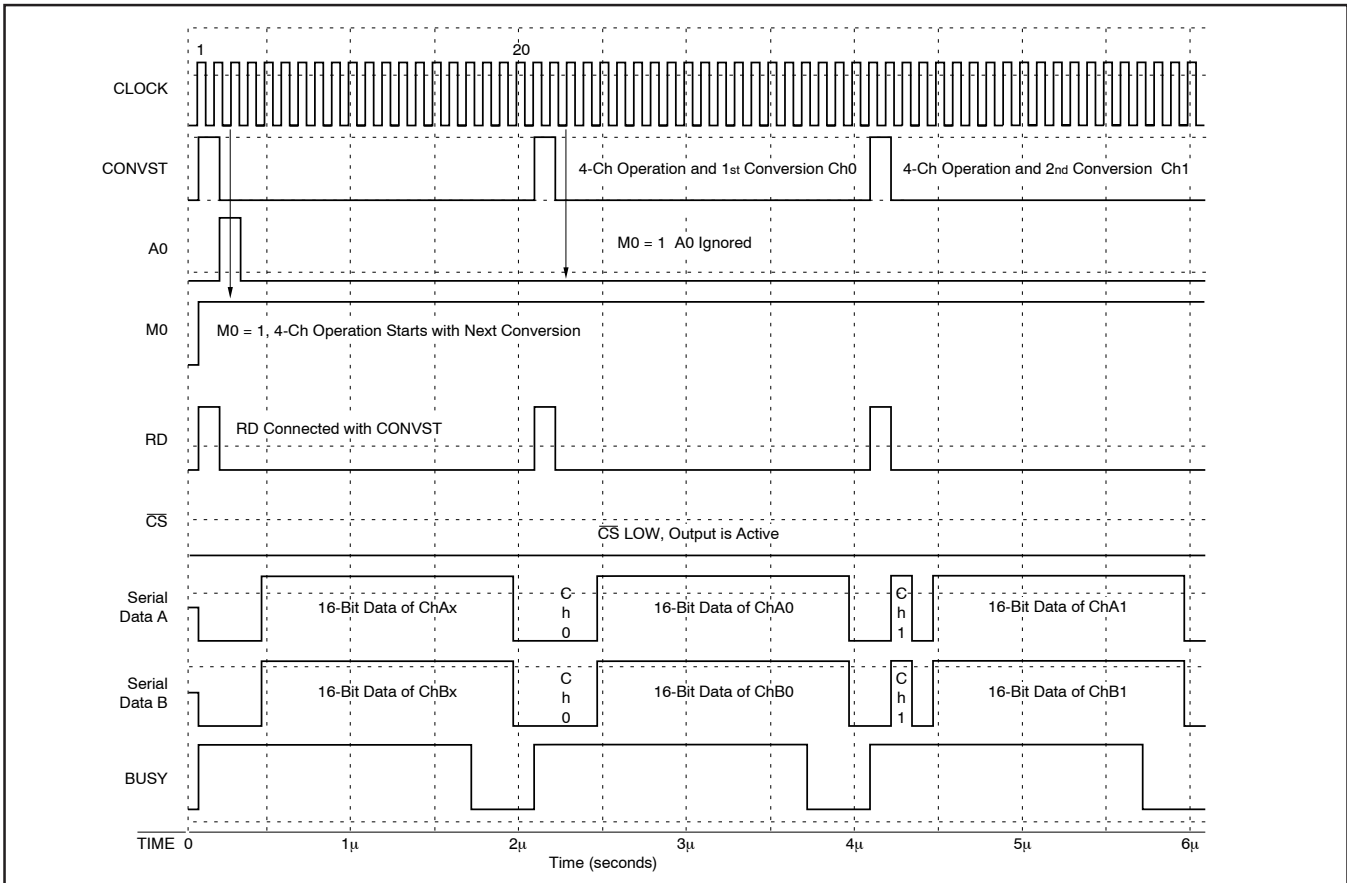 1 20
CLOCK
CONVST
4-Ch Operation and 1st Conversion Ch0
4-Ch Operation and 2nd Conversion Ch1
A0
M0 = 1 A0 Ignored
M0
M0 = 1, 4-Ch Operation Starts with Next Conversion
RD
RD Connected with CONVST
CS
CS LOW, Output is Active
Serial
Data A
16-Bit Data of ChAx
C
h
0
16-Bit Data of ChA0
C
h
1
16-Bit Data of ChA1
Serial
Data B
16-Bit Data of ChBx
C
h
0
16-Bit Data of ChB0
C
h
1
16-Bit Data of ChB1
BUSY
TIME 0 1µ 2µ 3µ 4µ 5µ 6µ
Time (seconds)